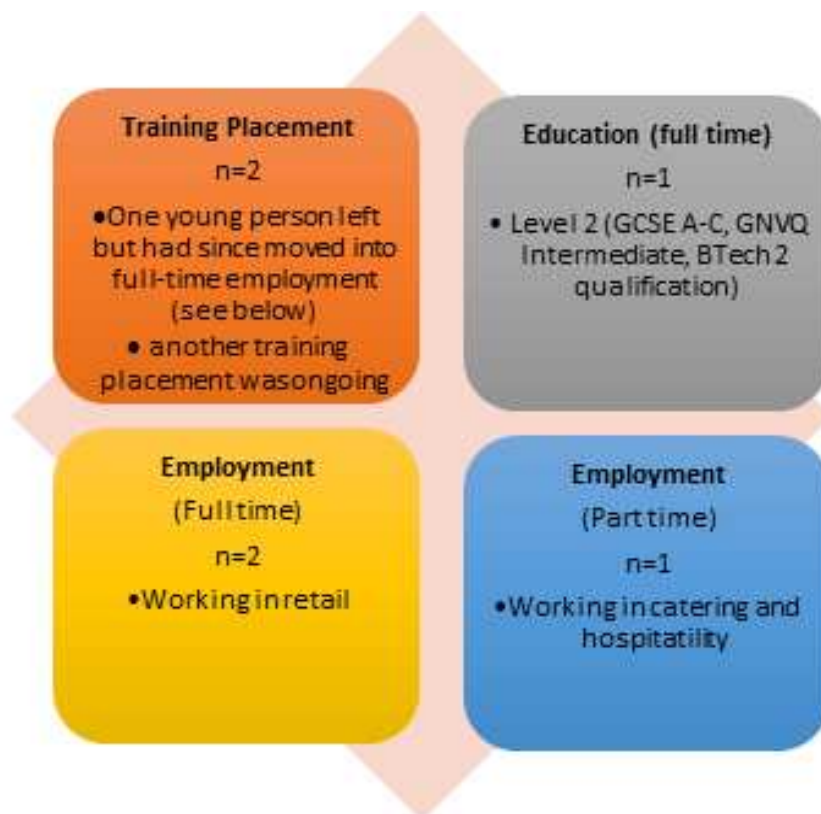 Training Placement
n=2
•One young person left
but had since moved into
full-time employment
(see below)
• another training
placement wasongoing
Education (full time)
n=1
• Level 2 (GCSE A-C, GNVQ
Intermediate, BTech 2
qualification)
Employment
(Full time)
n=2
•Working in retail
Employment
(Part time)
n=1
•Working in catering and
hospitatility